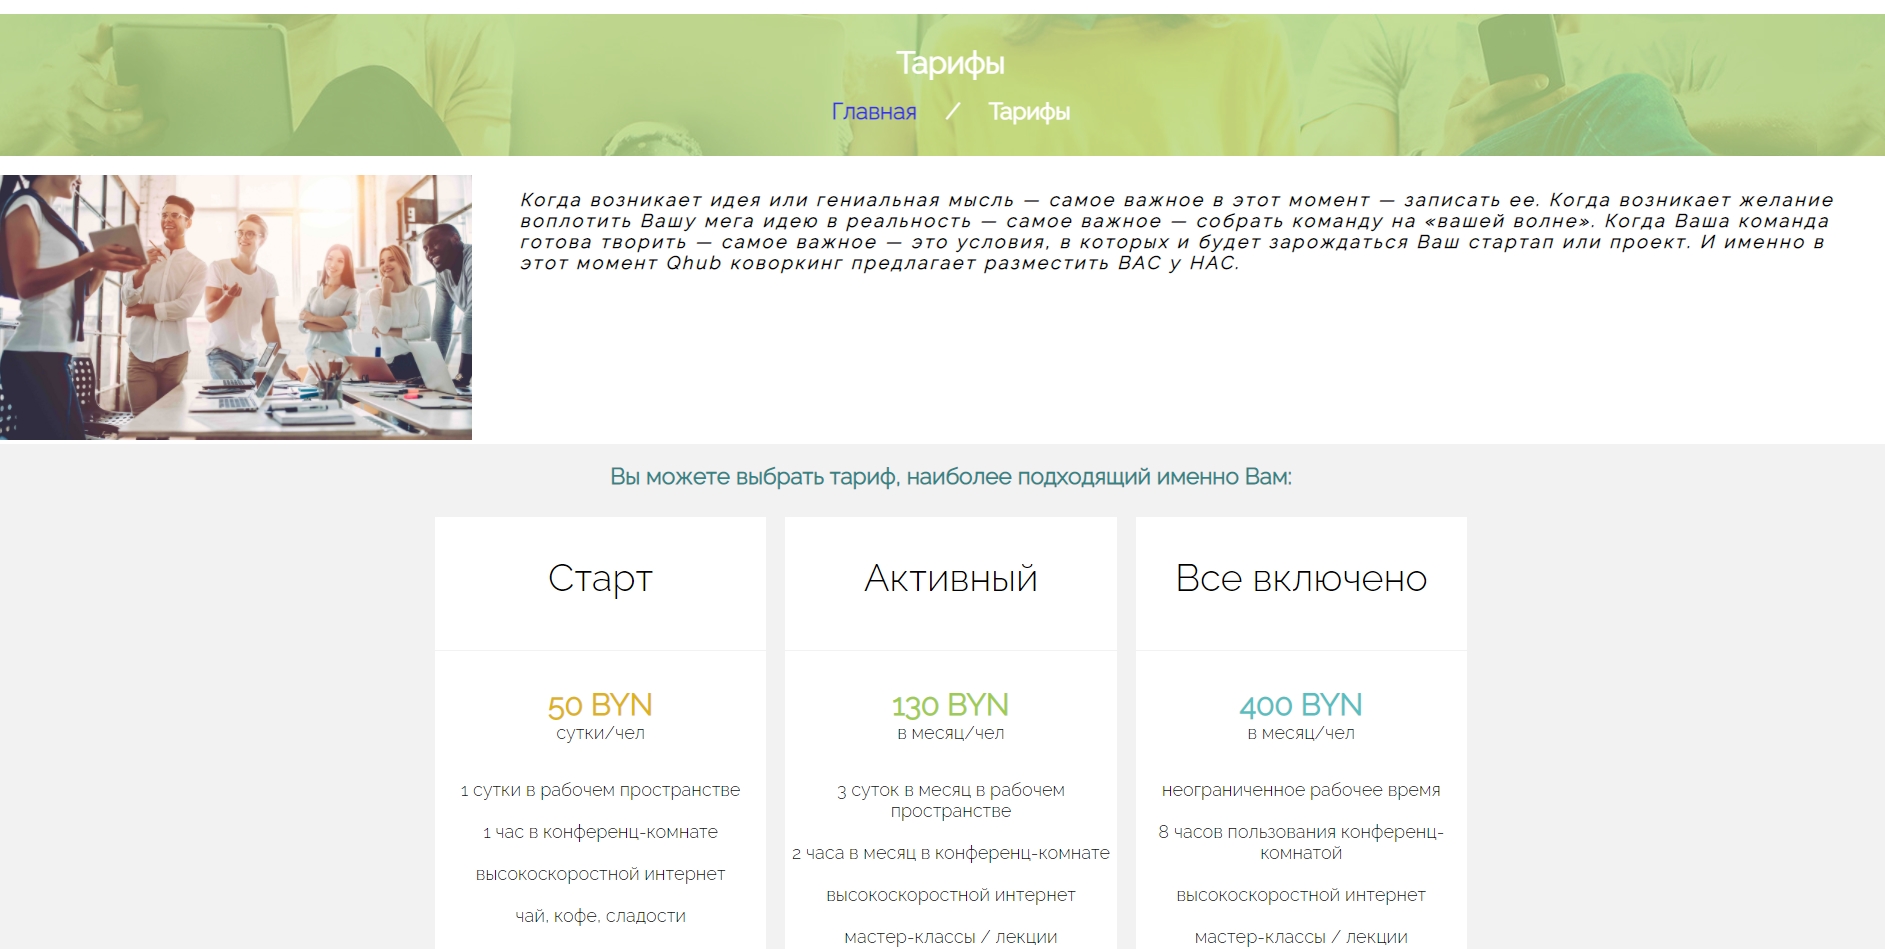 Тарифы
Главная / Тарифы
Когда возникает идея или гениальная мысль — самое важное в этот момент — записать ее. Когда возникает желание
воплотить Вашу мега идею в реальность — самое важное — собрать команду на «вашей волне». Когда Ваша команда
готова творить — самое важное — это условия, в которых и будет зарождаться Ваш стартап или проект. И именно в
этот момент Qhub коворкинг предлагает разместить ВАС у НАС.
Вы можете выбрать тариф, наиболее подходящий именно Вам:
Старт
50 BYN
сутки/чел
1 сутки в рабочем пространстве
1 час в конференц-комнате
высокоскоростной интернет
чай, кофе, сладости
Активный
130 BYN
в месяц/чел
3 суток в месяц в рабочем
пространстве
2 часа в месяц в конференц-комнате
высокоскоростной интернет
мастер-классы / лекции
Все включено
400 BYN
в месяц/чел
неограниченное рабочее время
8 часов пользования конференц-
комнатой
высокоскоростной интернет
мастер-классы / лекции